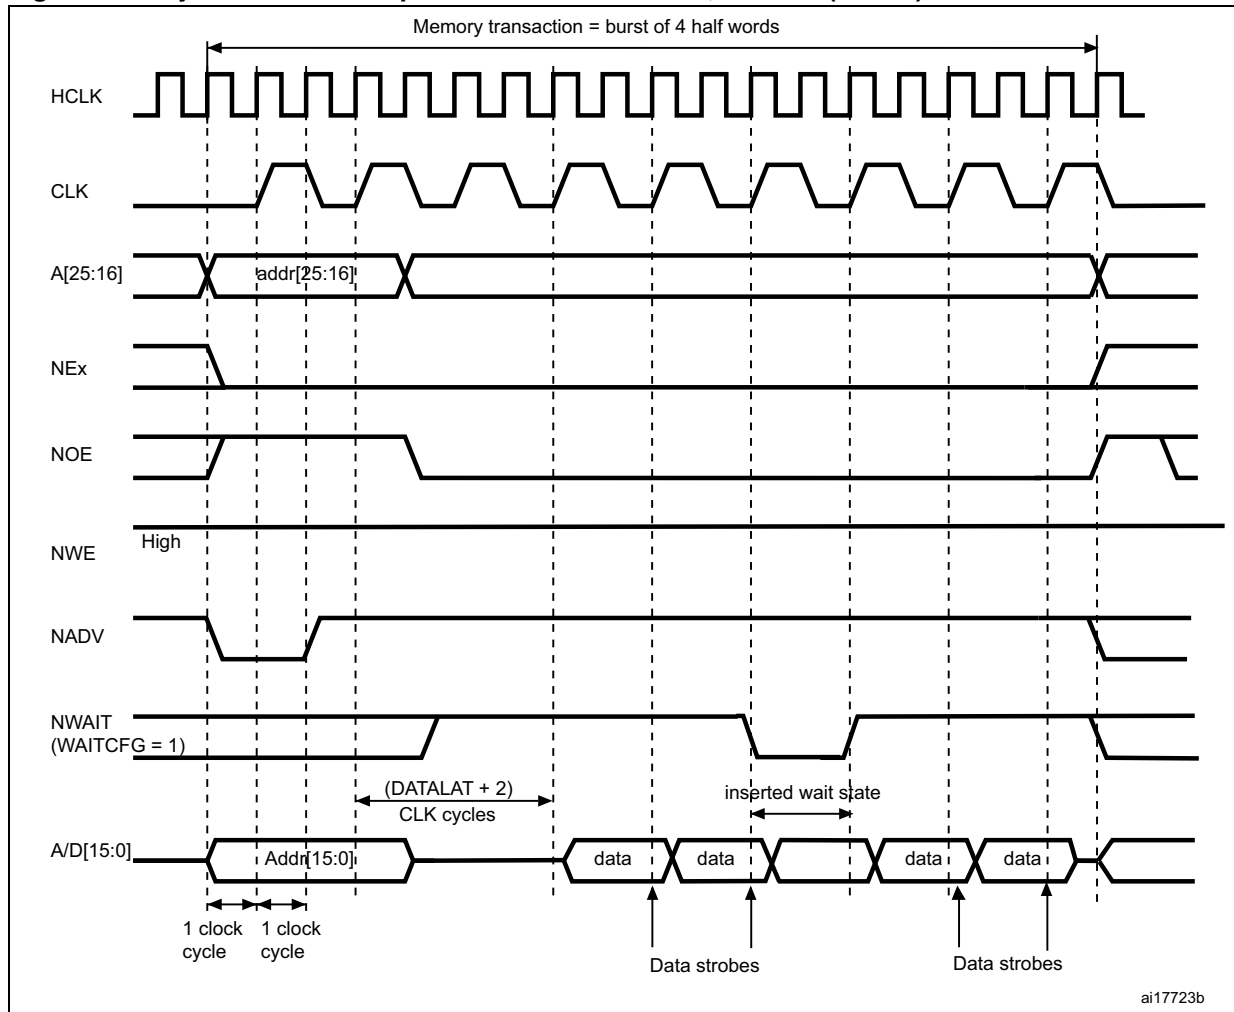 Memory transaction = burst of 4 half words
HCLK
CLK
A[25:16]
addr[25:16]
NEx
NOE
High
NWE
NADV
NWAIT
(WAITCFG = 1)
(DATALAT + 2)
CLK cycles
inserted wait state
A/D[15:0]
Addr[15:0]
data
data
data
data
1 clock
cycle
1 clock
cycle
Data strobes
Data strobes
ai17723b